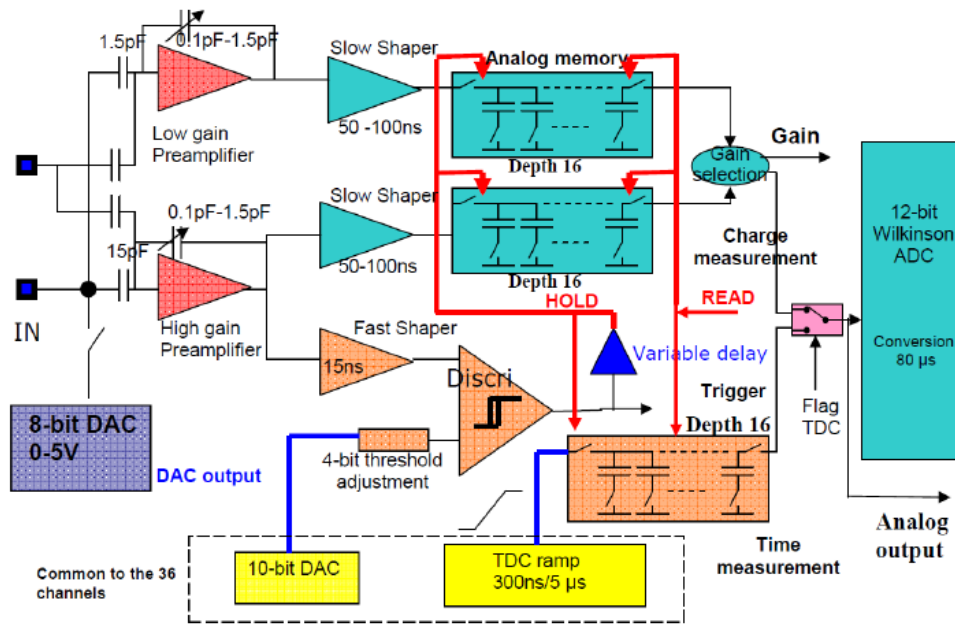 1.5pF
0.1pF-1.5pF
Slow Shaper
Analog memory
50 -100ns
Low gain
Preamplifier
Depth 16
Gain
Gain
selection
Slow Shaper
0.1pF-1.5pF
15pF
50-100ns
Depth 16
Charge
measurement
12-bit
Wilkinson
ADC
Conversion
80 µs
IN
High gain
Preamplifier
HOLD
READ
Fast Shaper
15ns
Discri
Variable delay
Trigger
Depth 16
Flag
TDC
8-bit DAC
0-5V
DAC output
4-bit threshold
adjustment
Analog
output
Time
measurement
Common to the 36
channels
10-bit DAC
TDC ramp
300ns/5 µs